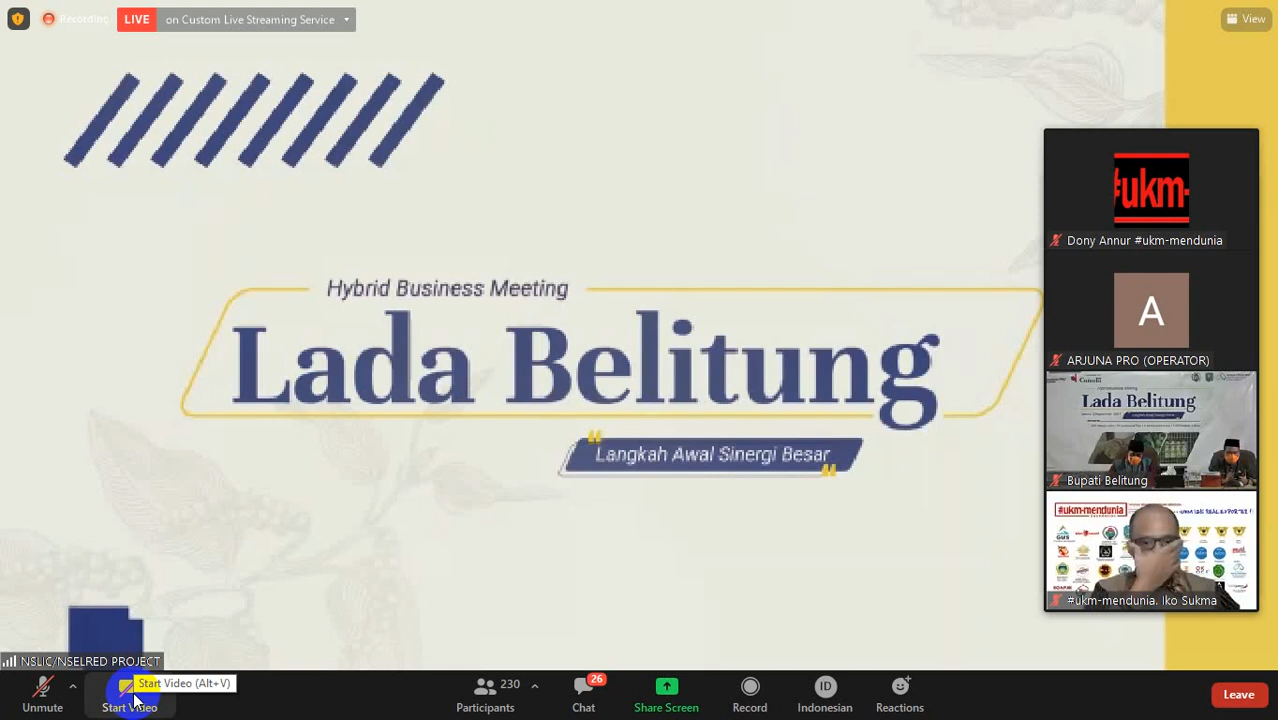 Recording
LIVE
on Custom Live Streaming Service
View
Hybrid Business Meeting
Lada Belitung
"Langkah Awal Sinergi Besar"
#ukm-
Dony Annur #ukm-mendunia
A
ARJUNA PRO (OPERATOR)
Lada Belitung
Bupati Belitung
#ukm-mendunia
#ukm-mendunia. Iko Sukma
NSLIC/NSELRED PROJECT
Start Video (Alt+V)
Unmute
Start Video
230
Participants
26
Chat
Share Screen
Record
ID
Indonesian
Reactions
Leave